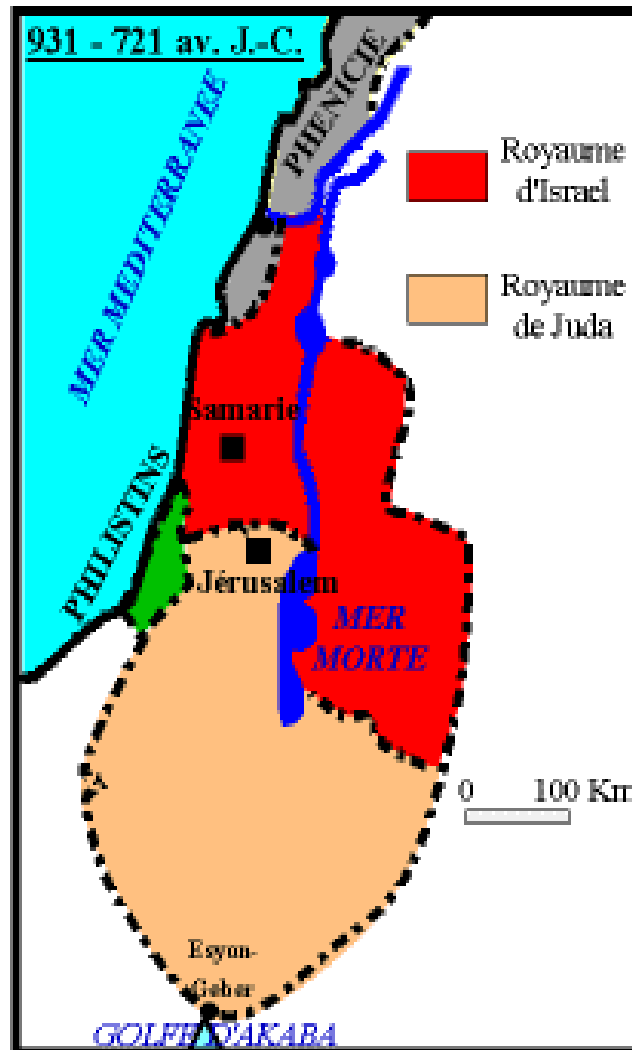 931 - 721 av. J.-C.
PHENICIE
MER MEDITERRANEE
Royaume
d'Israel
Royaume
de Juda
Samarie
PHILISTINS
Jérusalem
MER
MORTE
0 100 Km
Esyon-
Geber
GOLFE D'AKABA